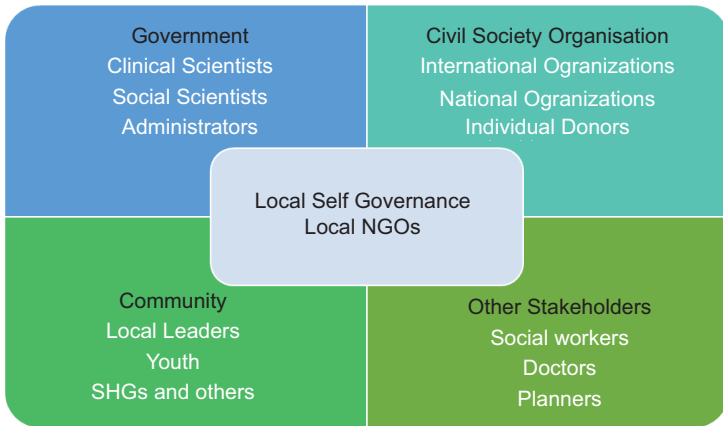 Government
Clinical Scientists
Social Scientists
Administrators
Civil Society Organisation
International Ogranizations
National Ogranizations
Individual Donors
Local Self Governance
Local NGOs
Community
Local Leaders
Youth
SHGs and others
Other Stakeholders
Social workers
Doctors
Planners